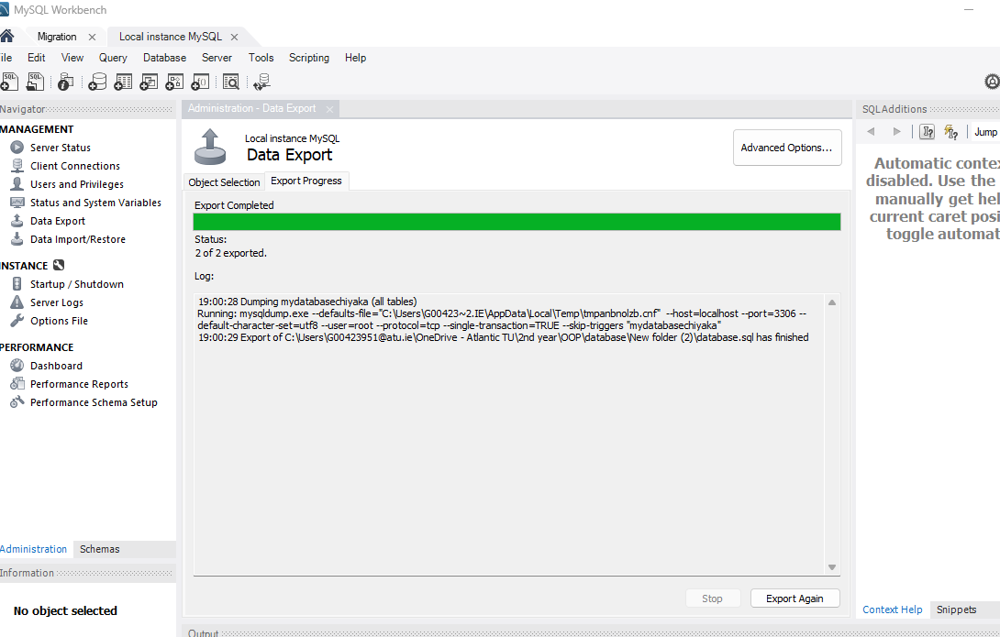 MySQL Workbench
Migration
Local instance MySQL
ile Edit View Query Database Server Tools Scripting Help
Navigator
MANAGEMENT
Server Status
Client Connections
Users and Privileges
Status and System Variables
Data Export
Data Import/Restore
NSTANCE
Startup / Shutdown
Server Logs
Options File
PERFORMANCE
Dashboard
Performance Reports
Performance Schema Setup
Administration Schemas
Information
No object selected
Administration - Data Export
Local instance MySQL
Data Export
Advanced Options...
Object Selection Export Progress
Export Completed
Status:
2 of 2 exported.
Log:
19:00:28 Dumping mydatabasechiyaka (all tables)
Running: mysqldump.exe --defaults-file="C:\Users\G00423~2.IE\AppData\Local\Temp\tmpanbnolzb.cnf"  --host=localhost --port=3306 --
default-character-set=utf8 --user=root --protocol=tcp --single-transaction=TRUE --skip-triggers "mydatabasechiyaka"
19:00:29 Export of C:\Users\G00423951@atu.ie\OneDrive - Atlantic TU\2nd year\OOP\database\New folder (2)\database.sql has finished
Stop Export Again
Output
SQLAdditions
Jump
Automatic contex
disabled. Use the
manually get hel
current caret posi
toggle automat
Context Help Snippets